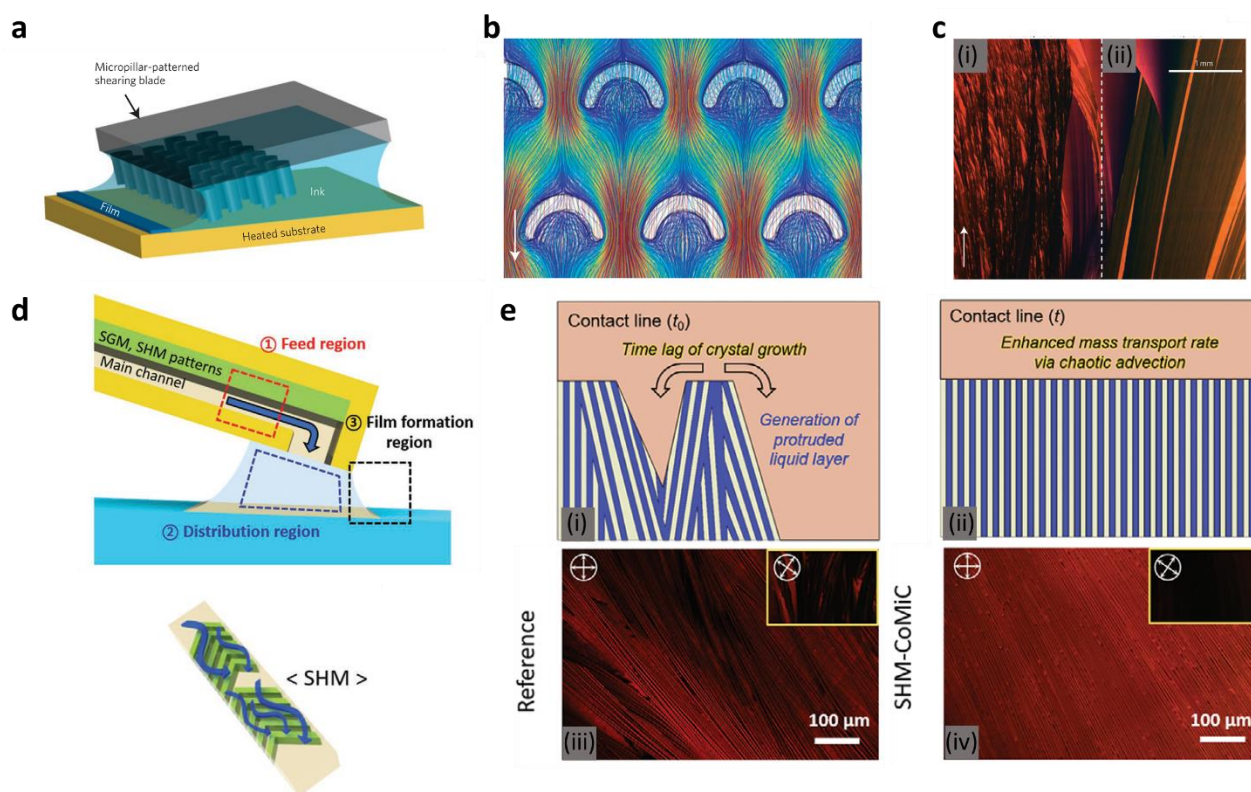 a
Micropillar-patterned
shearing blade
Ink
Film
Heated substrate
b
c
(i)
(ii)
1 mm
d
SGM, SHM patterns
Main channel
① Feed region
③ Film formation
region
② Distribution region
< SHM >
e
Contact line (t0)
Time lag of crystal growth
Generation of
protruded
liquid layer
(i)
Contact line (t)
Enhanced mass transport rate
via chaotic advection
(ii)
Reference
100 µm
(iii)
SHM-CoMiC
100 µm
(iv)